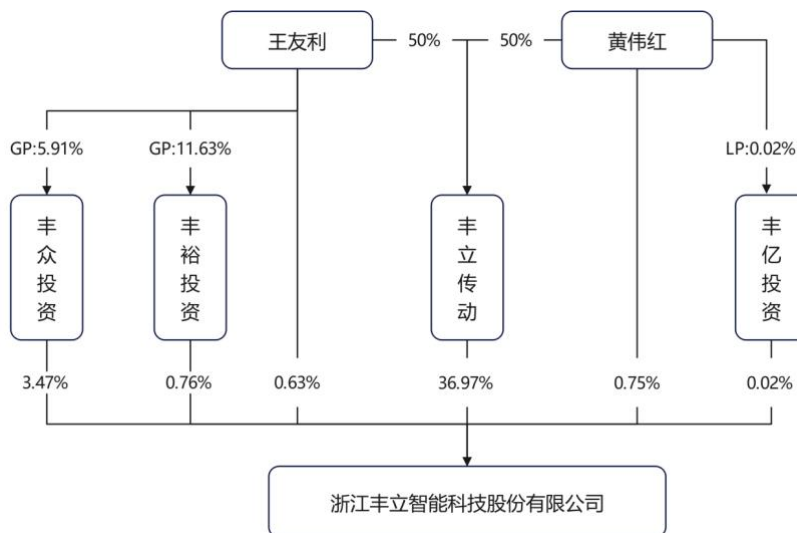 王友利
50%
50%
黄伟红
GP:5.91%
GP:11.63%
LP:0.02%
丰众投资
丰裕投资
丰立传动
丰亿投资
3.47%
0.76%
0.63%
36.97%
0.75%
0.02%
浙江丰立智能科技股份有限公司